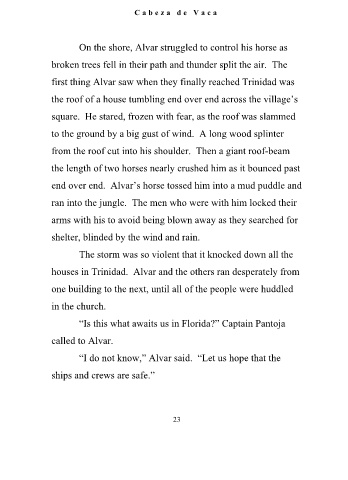 Cabeza de Vaca
On the shore, Alvar struggled to control his horse as
broken trees fell in their path and thunder split the air. The
first thing Alvar saw when they finally reached Trinidad was
the roof of a house tumbling end over end across the village's
square. He stared, frozen with fear, as the roof was slammed
to the ground by a big gust of wind. A long wood splinter
from the roof cut into his shoulder. Then a giant roof-beam
the length of two horses nearly crushed him as it bounced past
end over end. Alvar's horse tossed him into a mud puddle and
ran into the jungle. The men who were with him locked their
arms with his to avoid being blown away as they searched for
shelter, blinded by the wind and rain.
The storm was so violent that it knocked down all the
houses in Trinidad. Alvar and the others ran desperately from
one building to the next, until all of the people were huddled
in the church.
“Is this what awaits us in Florida?” Captain Pantoja
called to Alvar.
“I do not know,” Alvar said. “Let us hope that the
ships and crews are safe.”
23